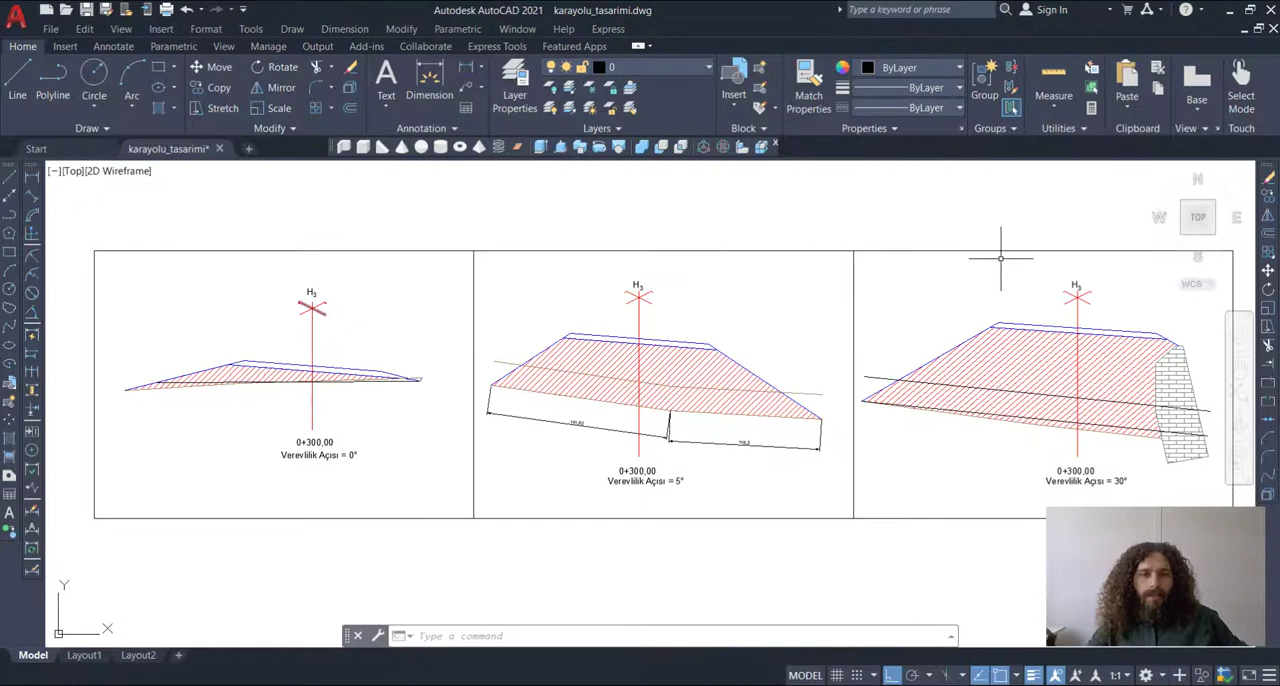 Autodesk AutoCAD 2021 karayolu_tasarimi.dwg
Type a keyword or phrase
Sign In
File Edit View Insert Format Tools Draw Dimension Modify Parametric Window Help Express
Home Insert Annotate Parametric View Manage Output Add-ins Collaborate Express Tools Featured Apps
Line
Polyline
Circle
Arc
Move
Rotate
Copy
Mirror
Stretch
Scale
Text
Dimension
Layer
Properties
0
Insert
Match
Properties
ByLayer
ByLayer
ByLayer
Group
Measure
Paste
Base
Select
Mode
Draw
Modify
Annotation
Layers
Block
Properties
Groups
Utilities
Clipboard
View
Touch
Start
karayolu_tasarimi*
[−][Top][2D Wireframe]
N
W
TOP
E
S
WCS
H3
0+300,00
Verevlilik Açısı = 0°
H3
0+300,00
Verevlilik Açısı = 5°
H3
0+300,00
Verevlilik Açısı = 30°
Y
X
Type a command
Model Layout1 Layout2
MODEL
1:1